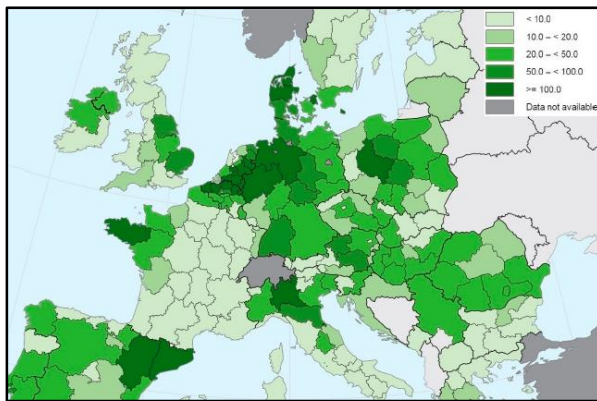 < 10.0
10.0 – < 20.0
20.0 – < 50.0
50.0 – < 100.0
>= 100.0
Data not available